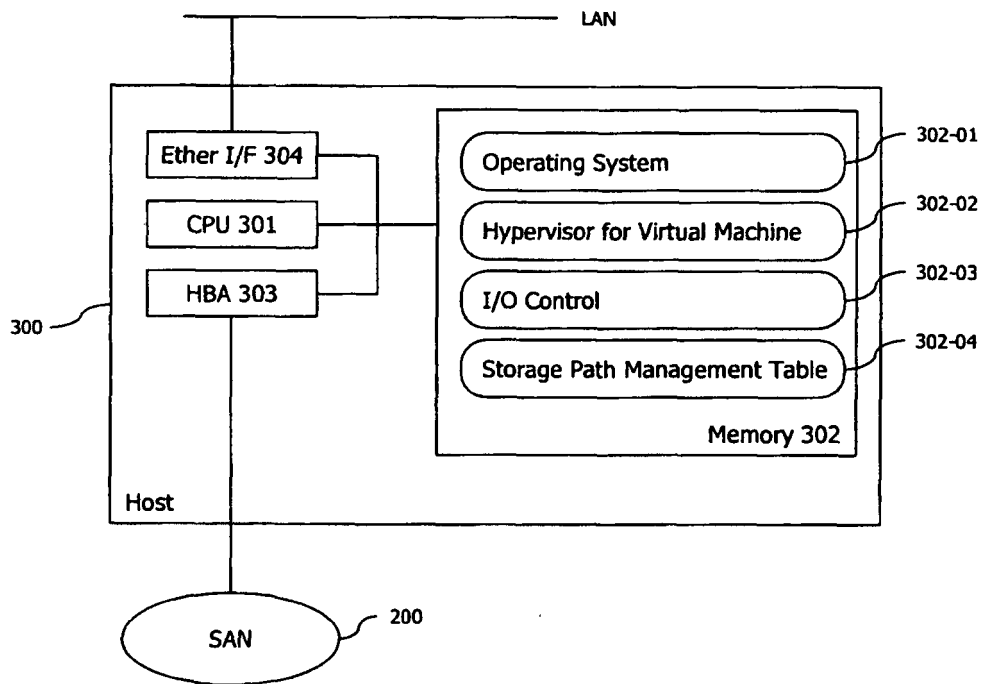 LAN
Ether I/F 304
CPU 301
HBA 303
Operating System
Hypervisor for Virtual Machine
I/O Control
Storage Path Management Table
Memory 302
302-01
302-02
302-03
302-04
300
Host
SAN
200